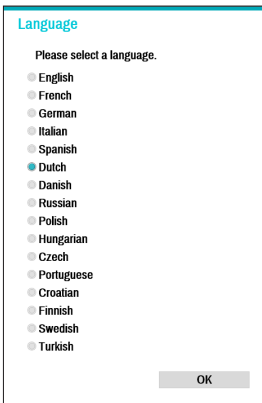 Language
Please select a language.
English
French
German
Italian
Spanish
Dutch
Danish
Russian
Polish
Hungarian
Czech
Portuguese
Croatian
Finnish
Swedish
Turkish
OK